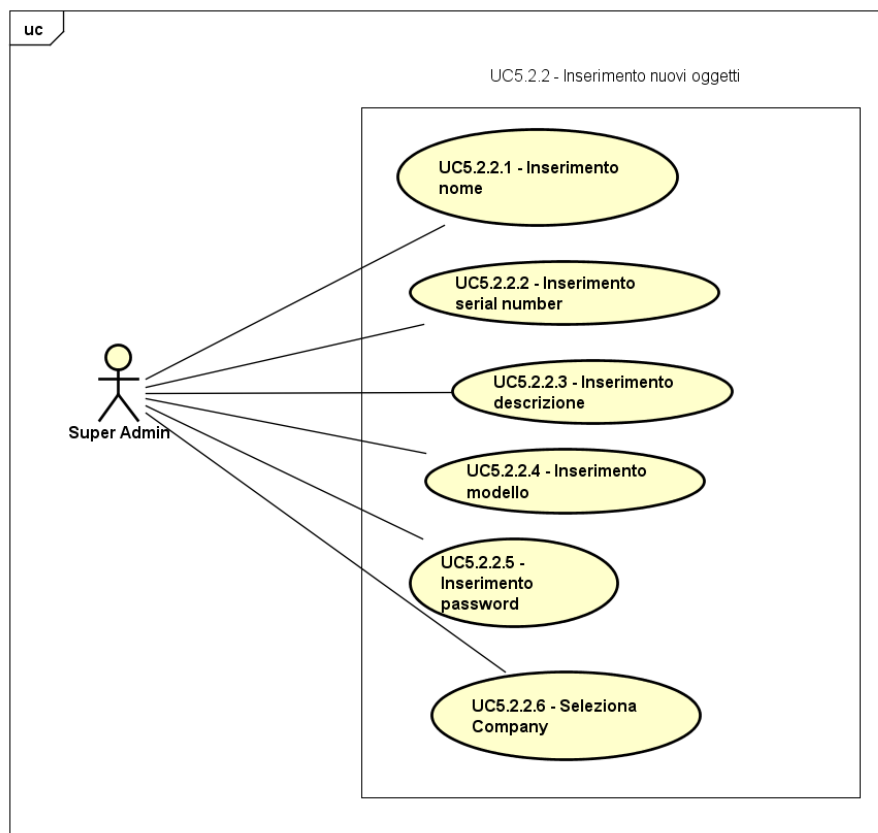 uc
UC5.2.2 - Inserimento nuovi oggetti
UC5.2.2.1 - Inserimento
nome
UC5.2.2.2 - Inserimento
serial number
UC5.2.2.3 - Inserimento
descrizione
Super Admin
UC5.2.2.4 - Inserimento
modello
UC5.2.2.5 -
Inserimento
password
UC5.2.2.6 - Seleziona
Company